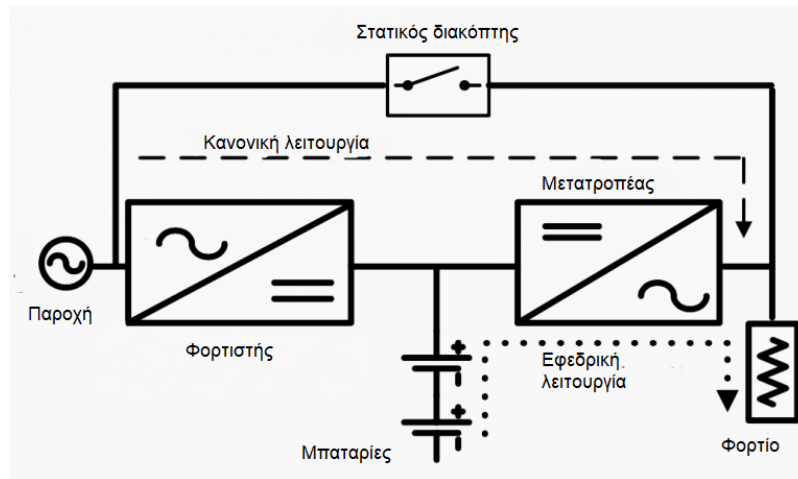 Στατικός διακόπτης
Κανονική λειτουργία
Μετατροπέας
Παροχή
Φορτιστής
Εφεδρική
λειτουργία
Μπαταρίες
Φορτίο